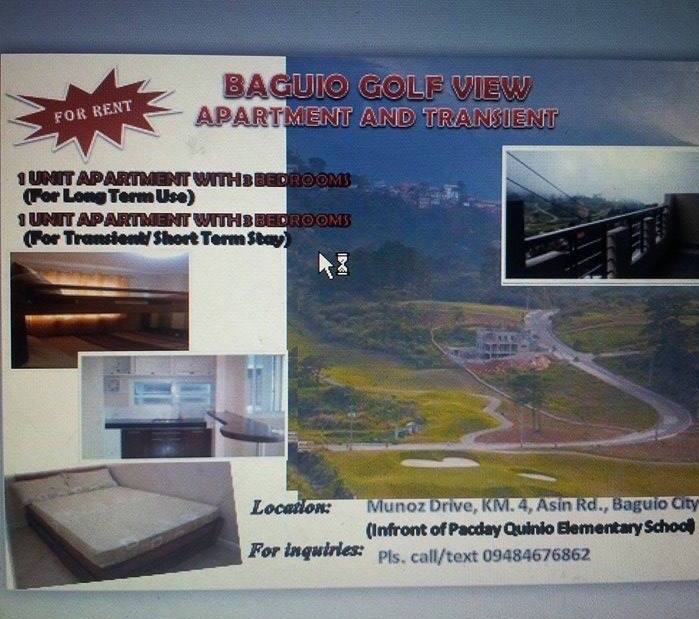 BAGUIO GOLF VIEW
APARTMENT AND TRANSIENT
FOR RENT
1 UNIT APARTMENT WITH 3 BEDROOMS
(For Long Term Use)
1 UNIT APARTMENT WITH 3 BEDROOMS
(For Transient/ Short Term Stay)
Location: Munoz Drive, KM. 4, Asin Rd., Baguio City
(Infront of Pacday Quinio Elementary School)
For inquiries: Pls. call/text 09484676862